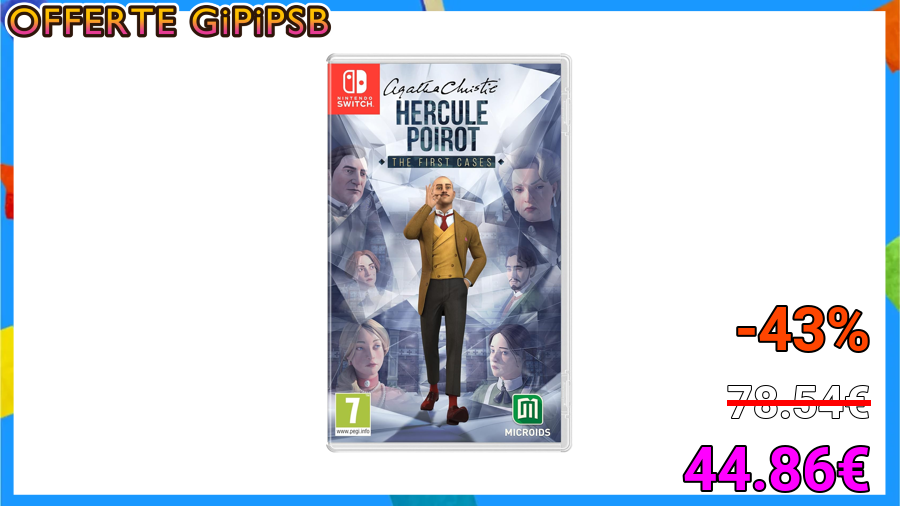 OFFERTE GiPiPSB
NINTENDO
SWITCH
Agatha Christie
HERCULE
POIROT
THE FIRST CASES
-43%
78.54€
44.86€
7
www.pegi.info
MICROIDS